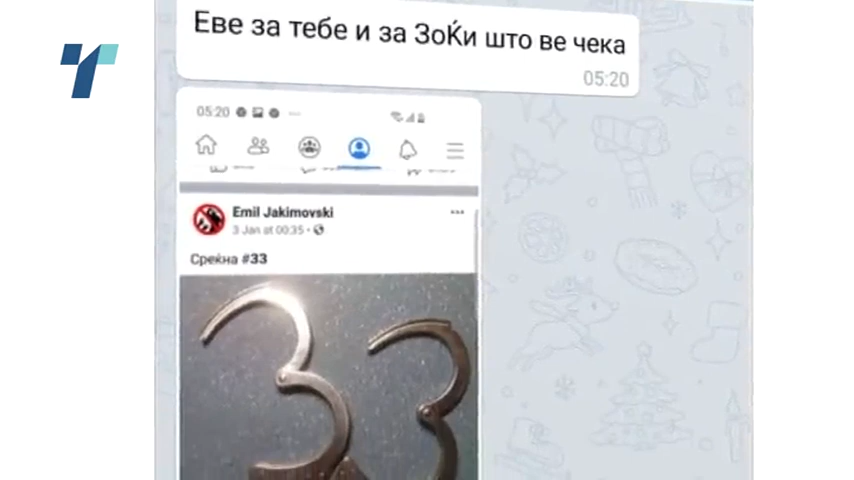 Еве за тебе и за ЗоЌи што ве чека
05:20
05:20
Emil Jakimovski
3 Jan at 00:35
Среќна #33